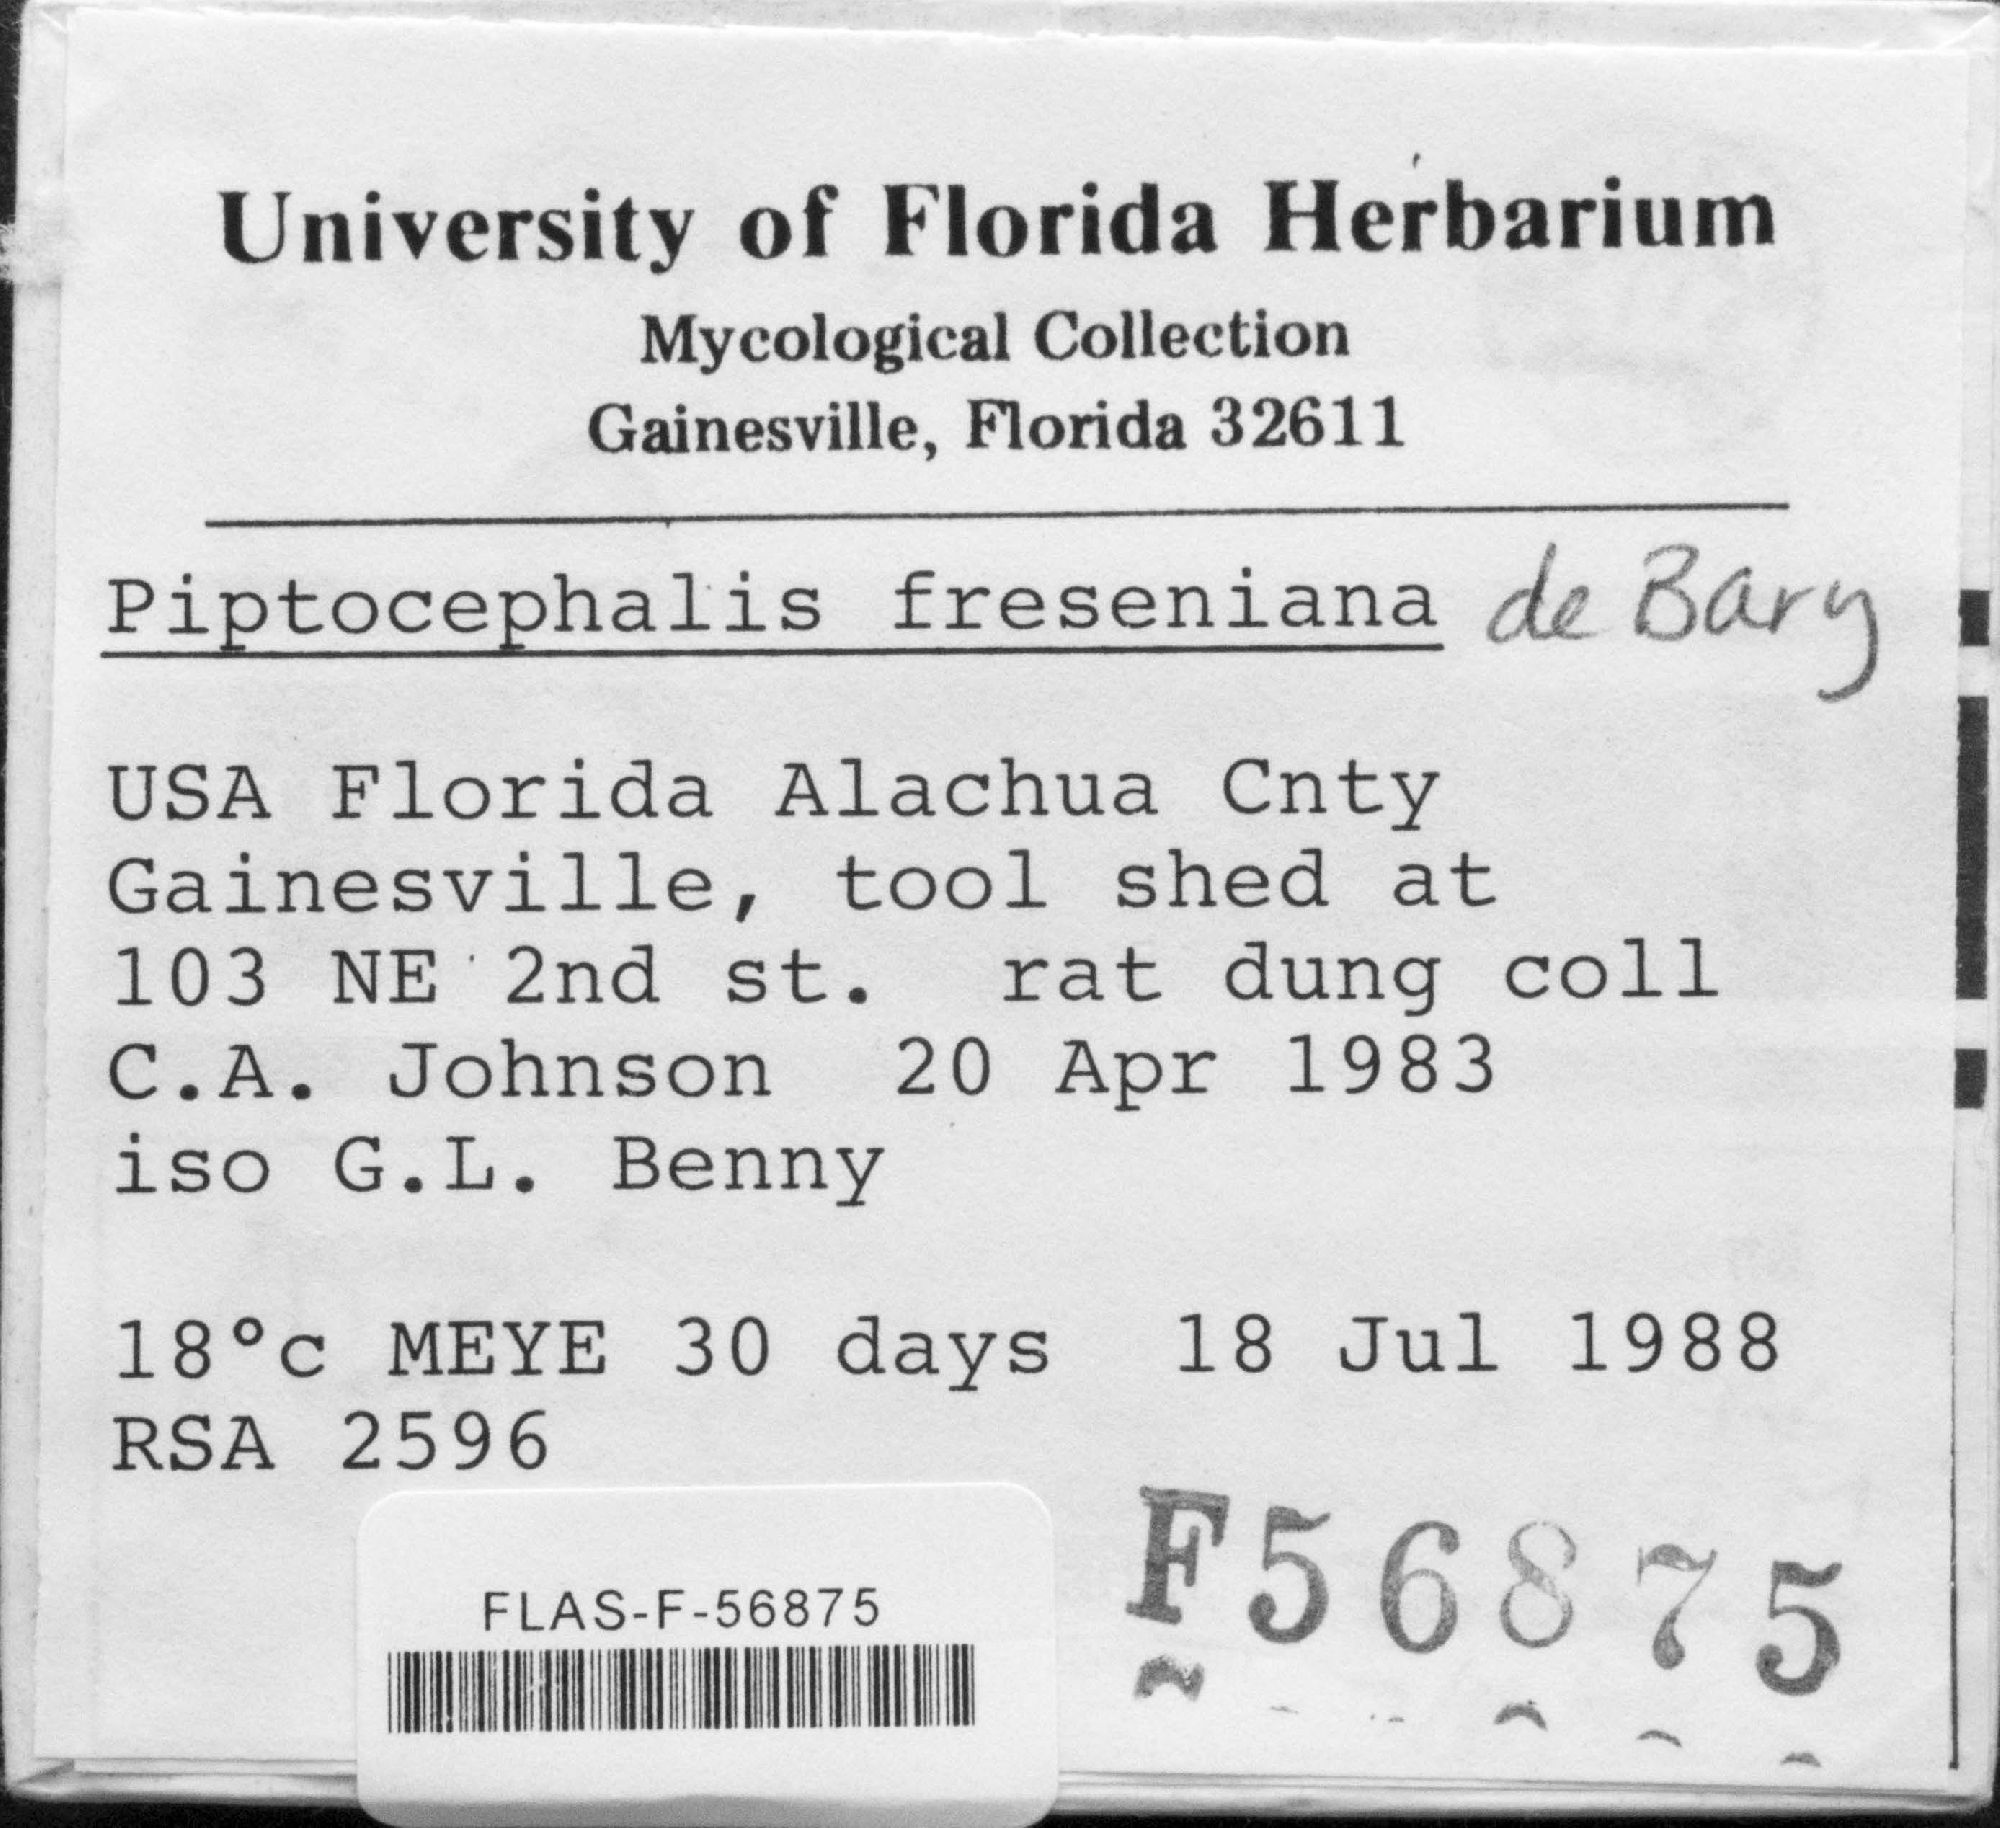 University of Florida Herbarium
Mycological Collection
Gainesville, Florida 32611
Piptocephalis freseniana de Bary
USA Florida Alachua Cnty
Gainesville, tool shed at
103 NE 2nd st. rat dung coll
C.A. Johnson 20 Apr 1983
iso G.L. Benny
18°c MEYE 30 days 18 Jul 1988
RSA 2596
FLAS-F-56875
F56875